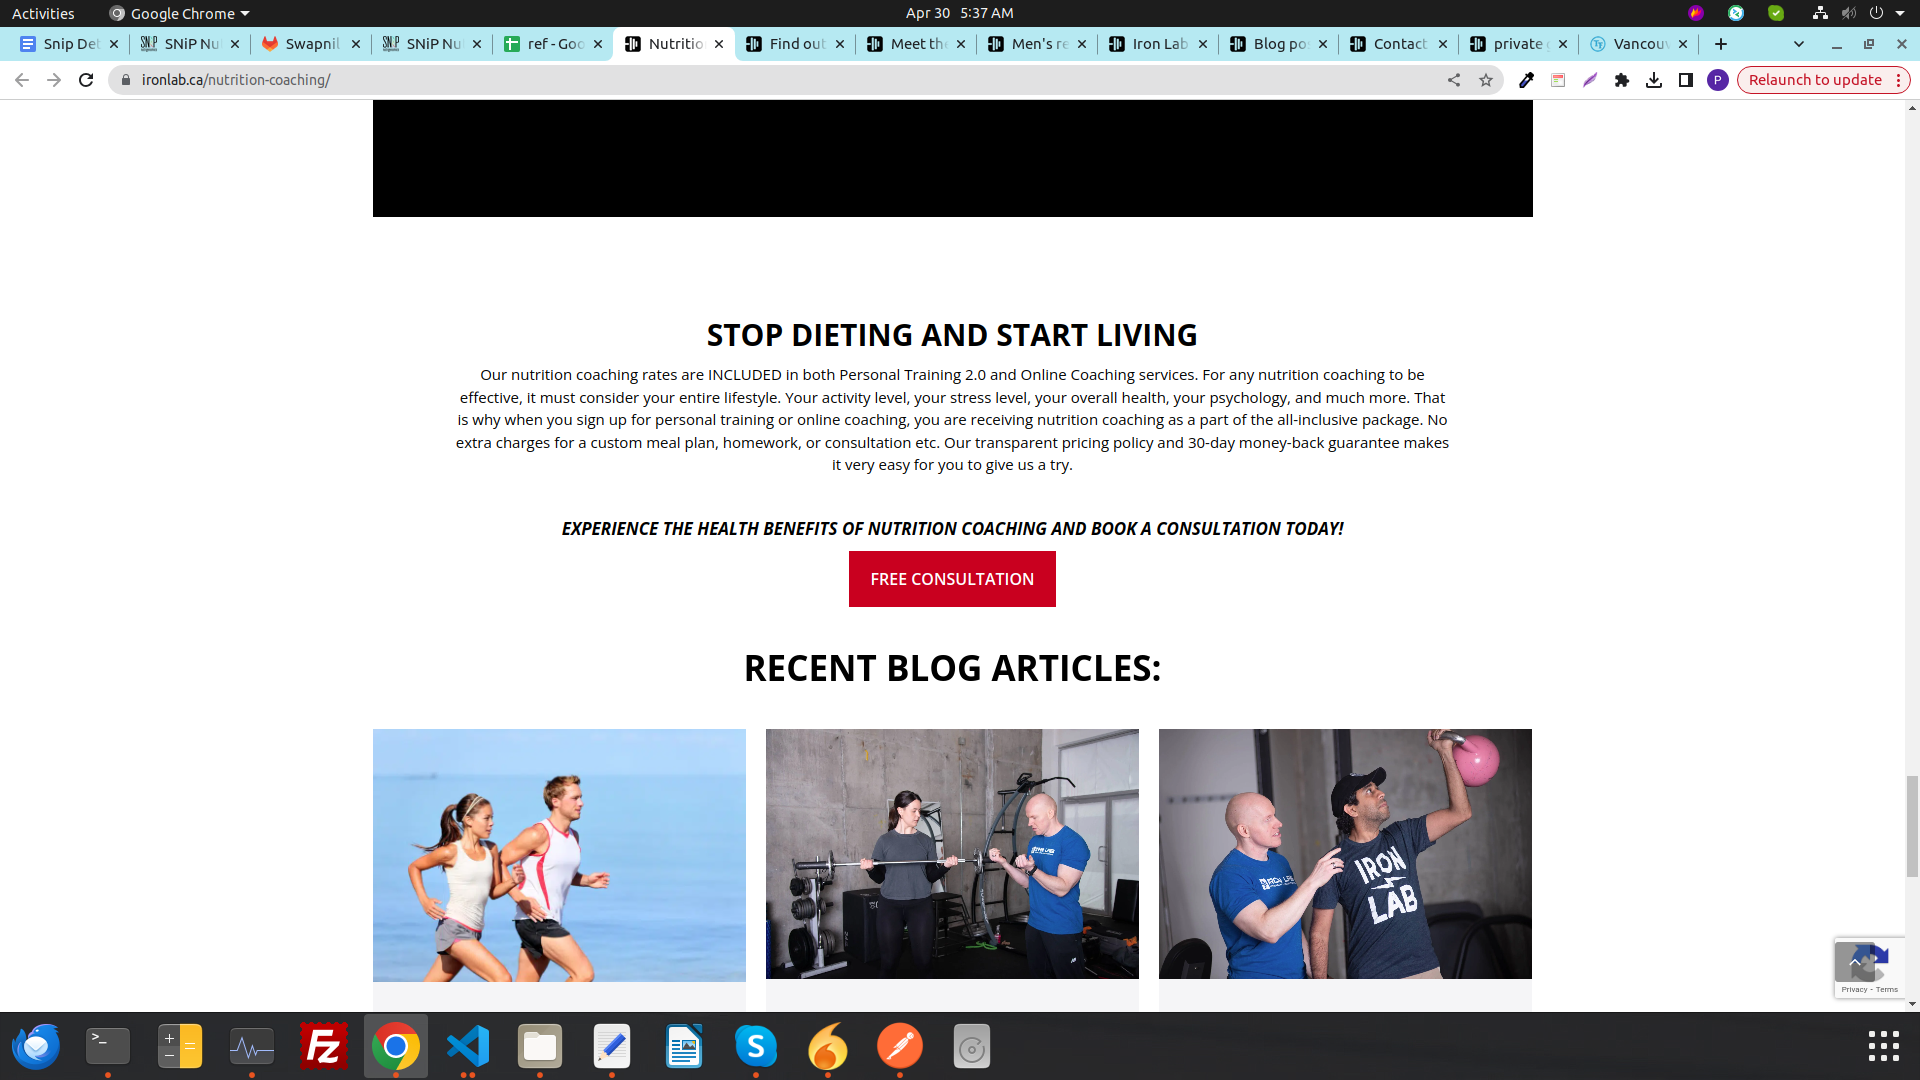 Activities
Google Chrome
Apr 30 5:37 AM
Snip De
SNiP Nu
Swapnil
SNiP Nu
ref - Goo
Nutritio
Find out
Meet the
Men's re
Iron Lab
Blog po
Contact
private
Vancouv
ironlab.ca/nutrition-coaching/
P
Relaunch to update
STOP DIETING AND START LIVING
Our nutrition coaching rates are INCLUDED in both Personal Training 2.0 and Online Coaching services. For any nutrition coaching to be
effective, it must consider your entire lifestyle. Your activity level, your stress level, your overall health, your psychology, and much more. That
is why when you sign up for personal training or online coaching, you are receiving nutrition coaching as a part of the all-inclusive package. No
extra charges for a custom meal plan, homework, or consultation etc. Our transparent pricing policy and 30-day money-back guarantee makes
it very easy for you to give us a try.
EXPERIENCE THE HEALTH BENEFITS OF NUTRITION COACHING AND BOOK A CONSULTATION TODAY!
FREE CONSULTATION
RECENT BLOG ARTICLES:
IRON
LAB
IRON LAB
Privacy - Terms